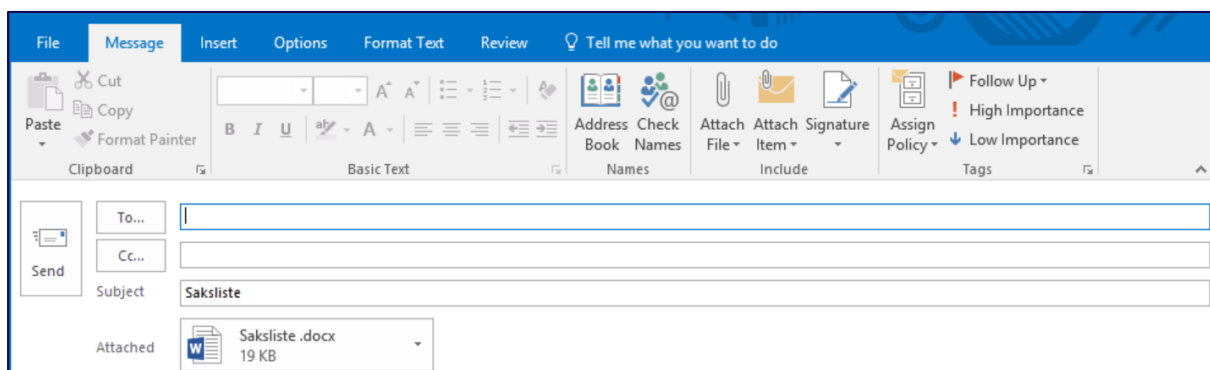 File Message Insert Options Format Text Review Tell me what you want to do
Cut
Copy
Format Painter
Paste
Clipboard
A A
B I U aby A
Basic Text
Address Book
Check Names
Names
Attach File
Attach Item
Signature
Include
Assign Policy
Follow Up
High Importance
Low Importance
Tags
Send
To...
Cc...
Subject Saksliste
Attached Saksliste .docx
19 KB